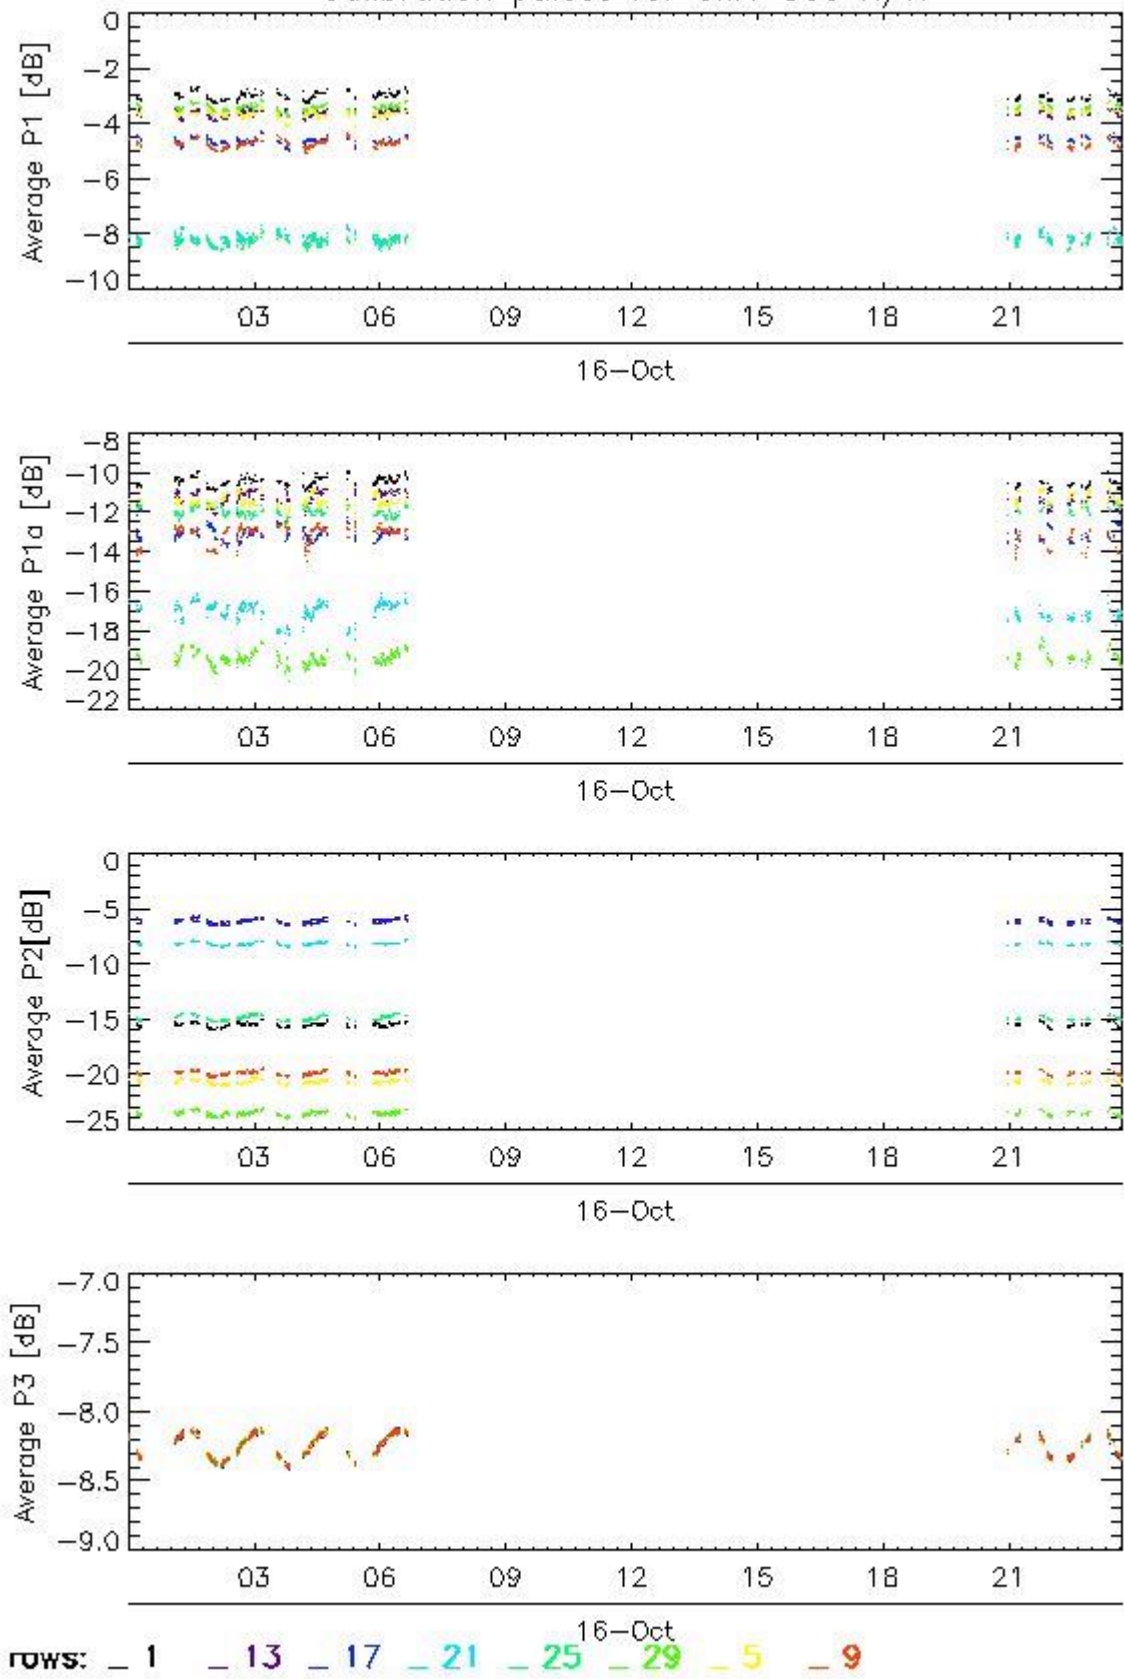 Average P1 [dB]
0
−2
−4
−6
−8
−10
03 06 09 12 15 18 21
16−Oct
Average P1a [dB]
−8
−10
−12
−14
−16
−18
−20
−22
03 06 09 12 15 18 21
16−Oct
Average P2[dB]
0
−5
−10
−15
−20
−25
03 06 09 12 15 18 21
16−Oct
Average P3 [dB]
−7.0
−7.5
−8.0
−8.5
−9.0
03 06 09 12 15 18 21
16−Oct
rows: _ 1 _ 13 _ 17 _ 21 _ 25 _ 29 _ 5 _ 9